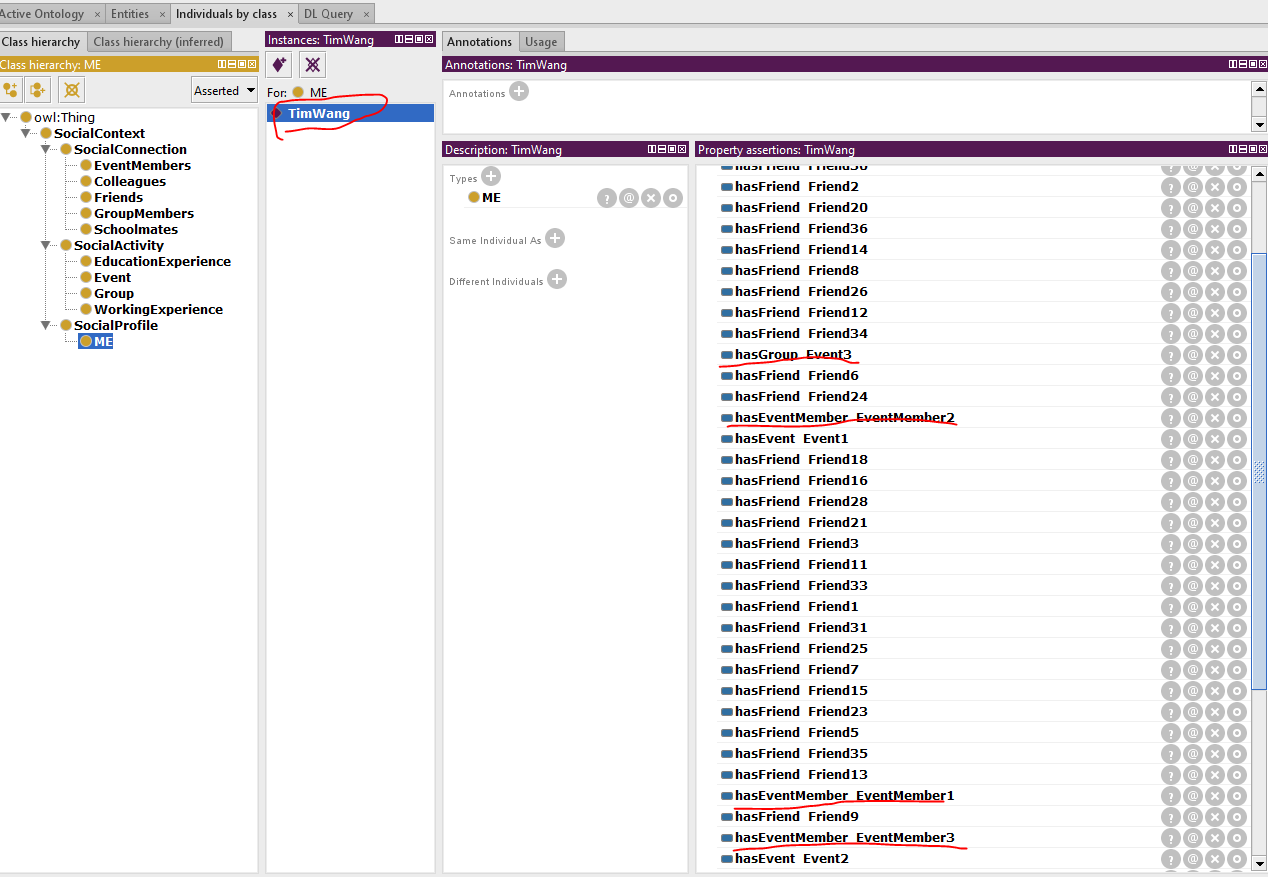 Active Ontology × Entities × Individuals by class × DL Query ×
Class hierarchy Class hierarchy (inferred)
Class hierarchy: ME
Asserted
owl:Thing
SocialContext
SocialConnection
EventMembers
Colleagues
Friends
GroupMembers
Schoolmates
SocialActivity
EducationExperience
Event
Group
WorkingExperience
SocialProfile
ME
Instances: TimWang
For: ME
TimWang
Annotations Usage
Annotations: TimWang
Annotations
Description: TimWang
Types
ME
Same Individual As
Different Individuals
Property assertions: TimWang
hasFriend Friend2
hasFriend Friend20
hasFriend Friend36
hasFriend Friend14
hasFriend Friend8
hasFriend Friend26
hasFriend Friend12
hasFriend Friend34
hasGroup Event3
hasFriend Friend6
hasFriend Friend24
hasEventMember EventMember2
hasEvent Event1
hasFriend Friend18
hasFriend Friend16
hasFriend Friend28
hasFriend Friend21
hasFriend Friend3
hasFriend Friend11
hasFriend Friend33
hasFriend Friend1
hasFriend Friend31
hasFriend Friend25
hasFriend Friend7
hasFriend Friend15
hasFriend Friend23
hasFriend Friend5
hasFriend Friend35
hasFriend Friend13
hasEventMember EventMember1
hasFriend Friend9
hasEventMember EventMember3
hasEvent Event2